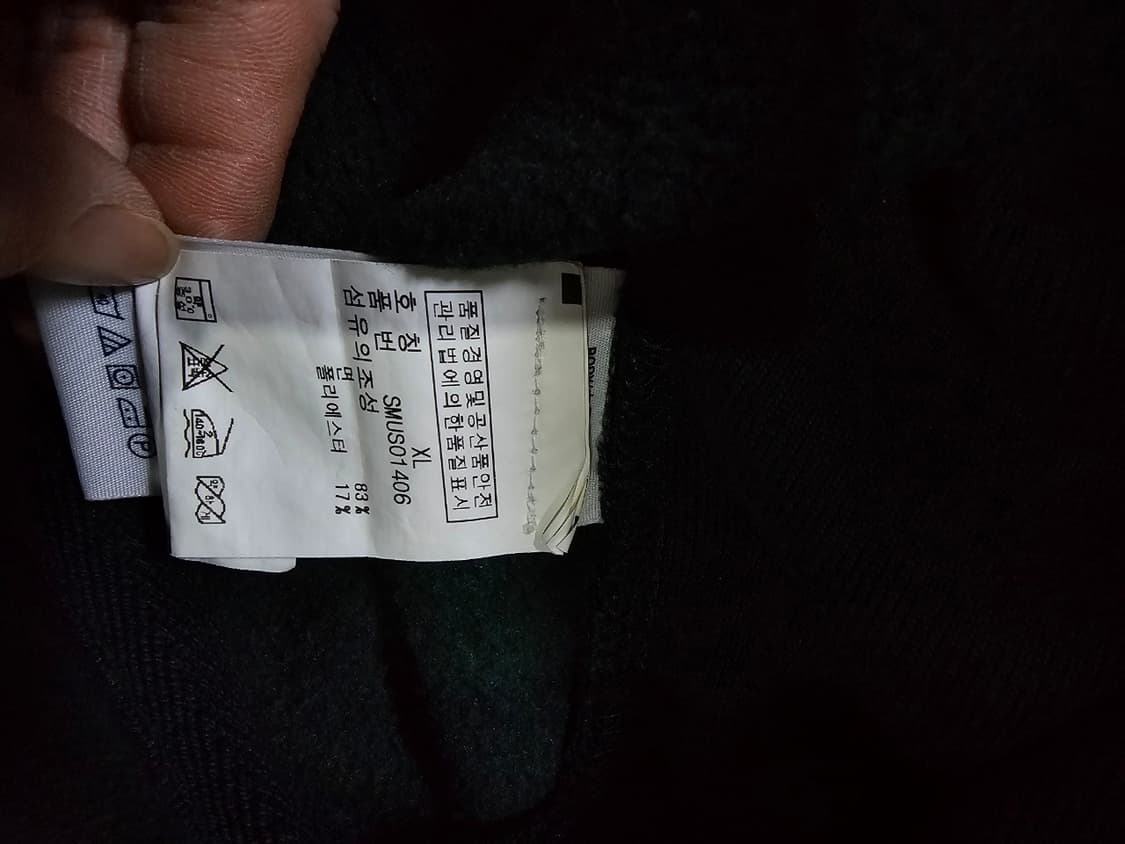 품질경영및공산품안전
관리법에의한품질표시
호칭 XL
품번 SMUS01406
섬유의조성
면 83%
폴리에스터 17%